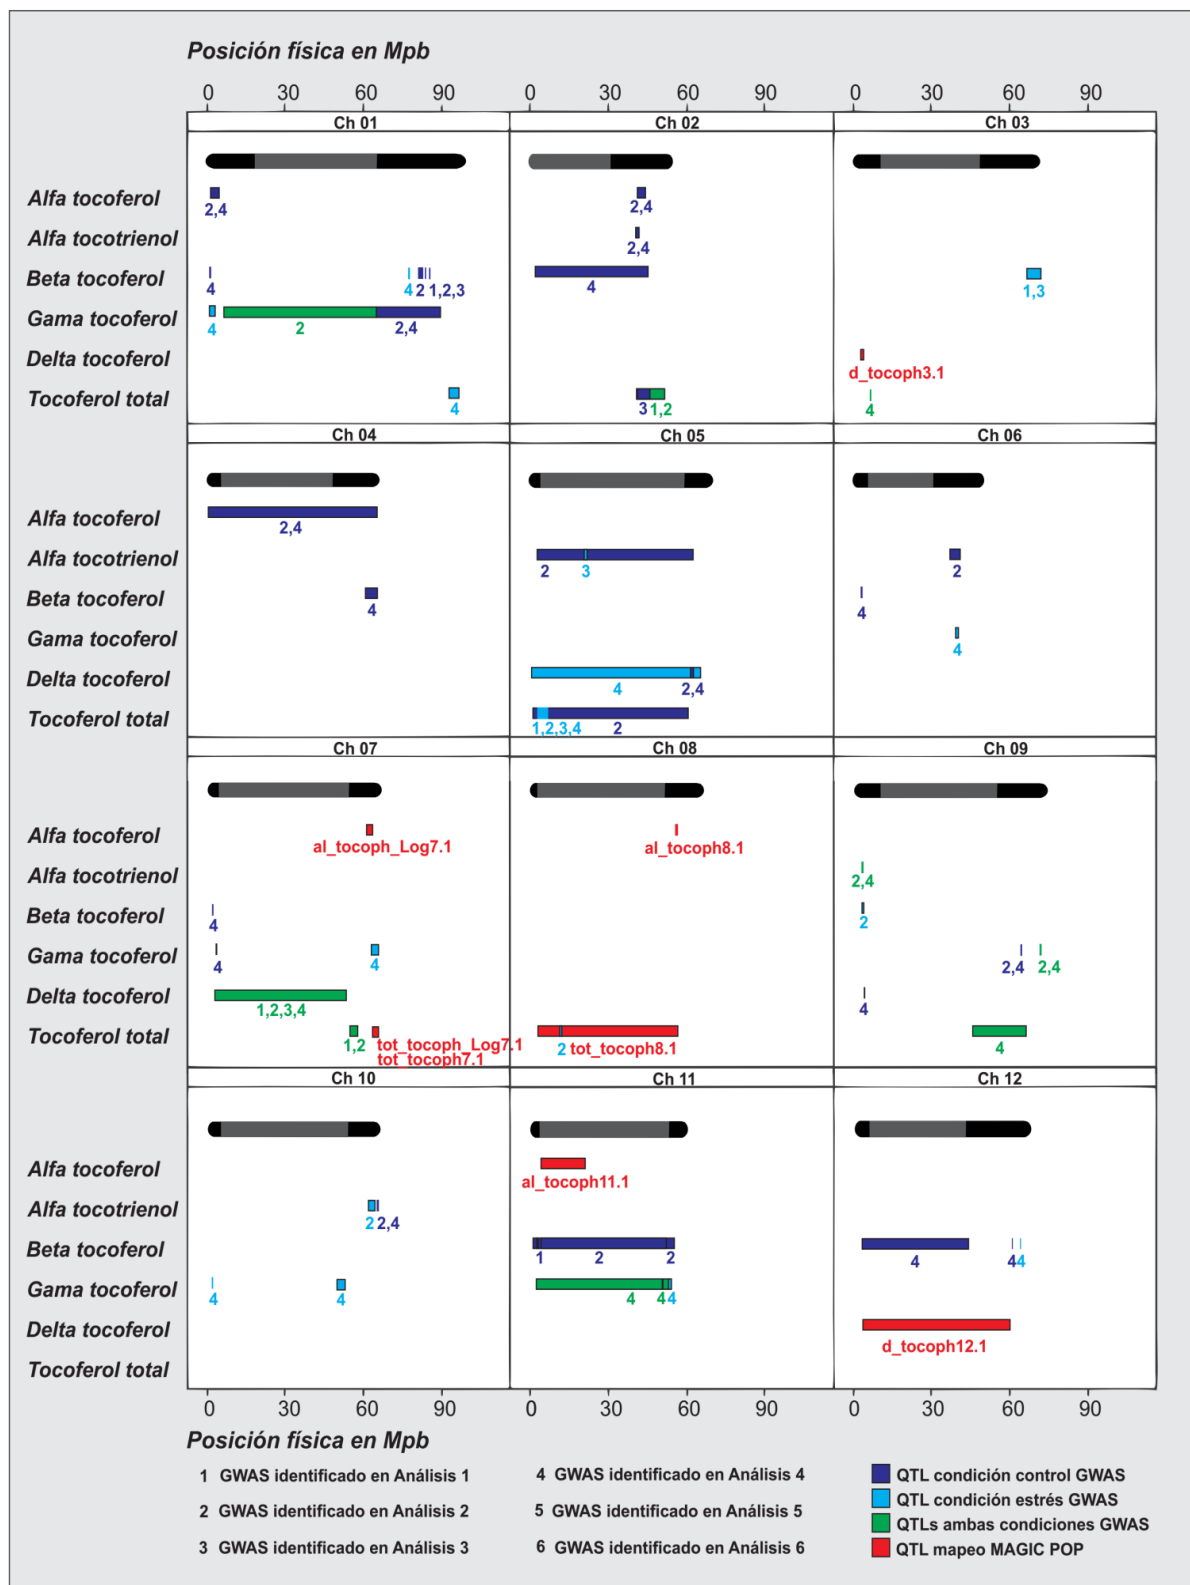 Posición física en Mpb
0 30 60 90 0 30 60 90 0 30 60 90
Ch 01 Ch 02 Ch 03
Alfa tocoferol 2,4 2,4
Alfa tocotrienol 2,4
Beta tocoferol 4 4 2 1,2,3 4 1,3
Gama tocoferol 4 2 2,4
Delta tocoferol d_tocoph3.1
Tocoferol total 4 3 1,2 4
Ch 04 Ch 05 Ch 06
Alfa tocoferol 2,4
Alfa tocotrienol 2 3 2
Beta tocoferol 4 4
Gama tocoferol 4
Delta tocoferol 4 2,4
Tocoferol total 1,2,3,4 2
Ch 07 Ch 08 Ch 09
Alfa tocoferol al_tocoph_Log7.1 al_tocoph8.1
Alfa tocotrienol 2,4
Beta tocoferol 4 2
Gama tocoferol 4 4 2,4 2,4
Delta tocoferol 1,2,3,4 4
Tocoferol total 1,2 tot_tocoph_Log7.1 2 tot_tocoph8.1 4
tot_tocoph7.1
Ch 10 Ch 11 Ch 12
Alfa tocoferol al_tocoph11.1
Alfa tocotrienol 2 2,4
Beta tocoferol 1 2 2 4 4 4
Gama tocoferol 4 4 4 4 4
Delta tocoferol d_tocoph12.1
Tocoferol total
0 30 60 90 0 30 60 90 0 30 60 90
Posición física en Mpb
1 GWAS identificado en Análisis 1
2 GWAS identificado en Análisis 2
3 GWAS identificado en Análisis 3
4 GWAS identificado en Análisis 4
5 GWAS identificado en Análisis 5
6 GWAS identificado en Análisis 6
QTL condición control GWAS
QTL condición estrés GWAS
QTLs ambas condiciones GWAS
QTL mapeo MAGIC POP